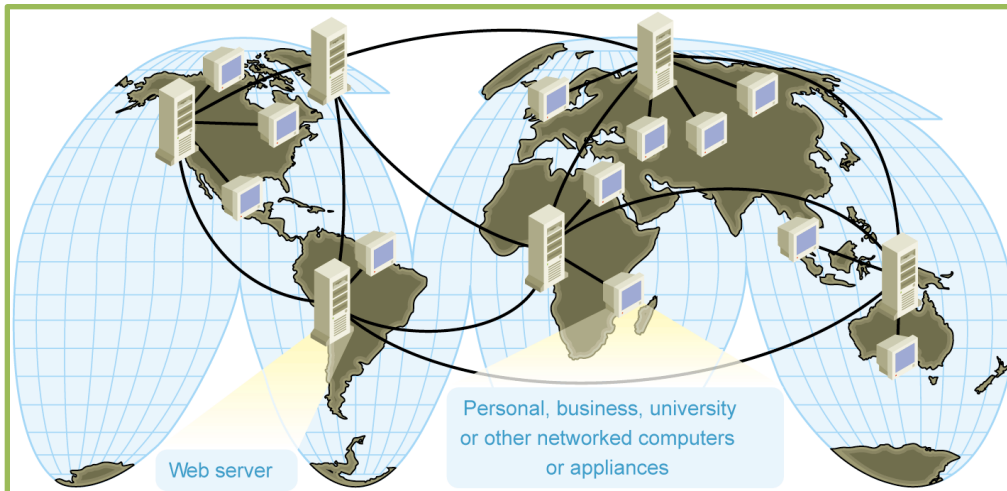 Web server
Personal, business, university
or other networked computers
or appliances